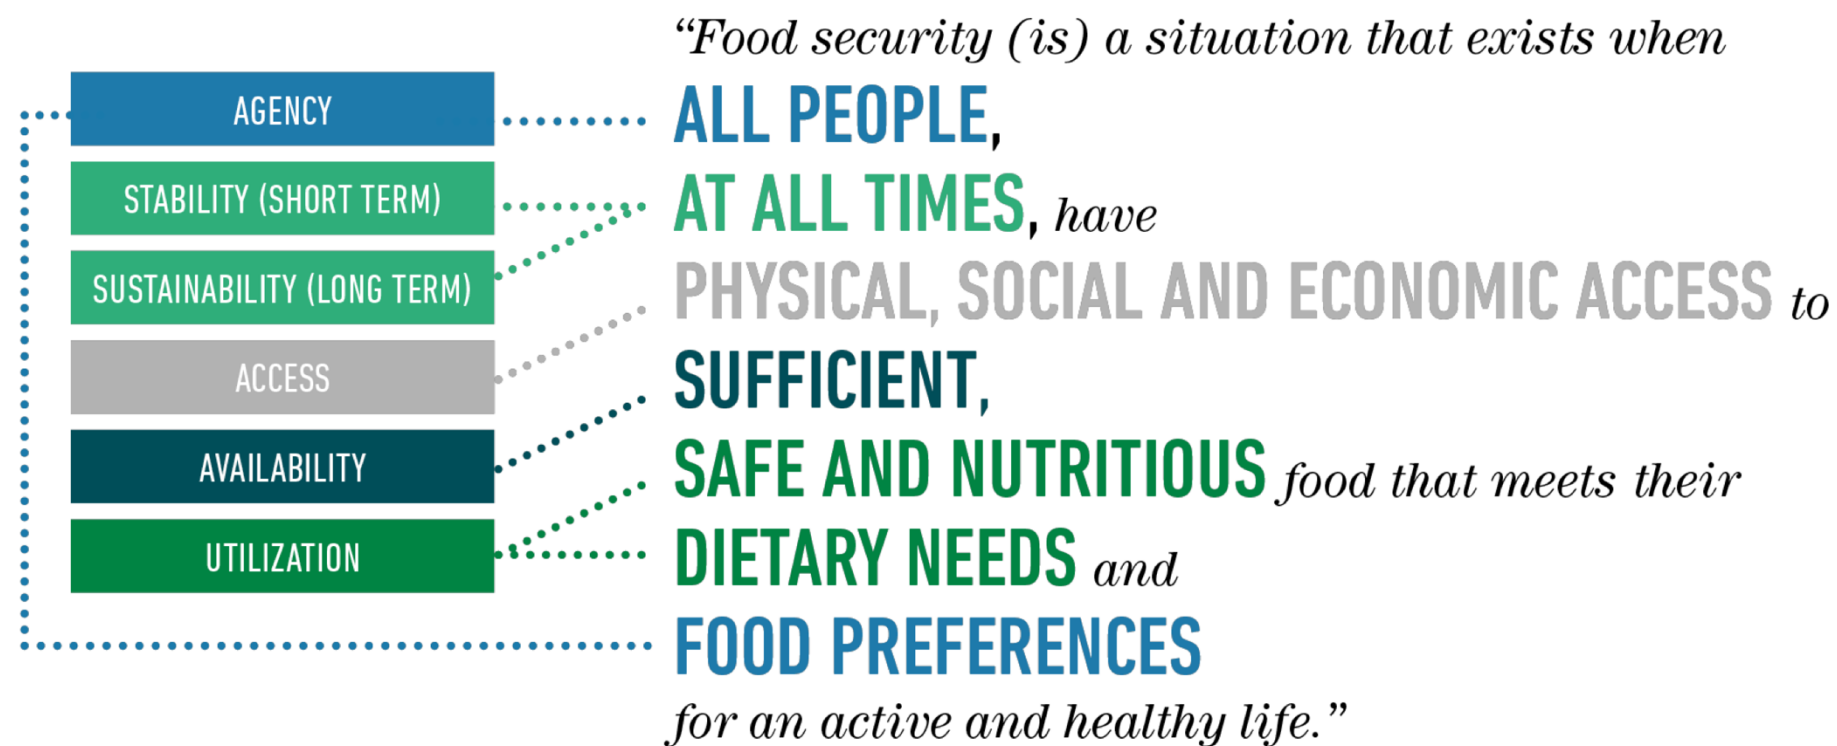 AGENCY
STABILITY (SHORT TERM)
SUSTAINABILITY (LONG TERM)
ACCESS
AVAILABILITY
UTILIZATION
“Food security (is) a situation that exists when
ALL PEOPLE,
AT ALL TIMES, have
PHYSICAL, SOCIAL AND ECONOMIC ACCESS to
SUFFICIENT,
SAFE AND NUTRITIOUS food that meets their
DIETARY NEEDS and
FOOD PREFERENCES
for an active and healthy life.”